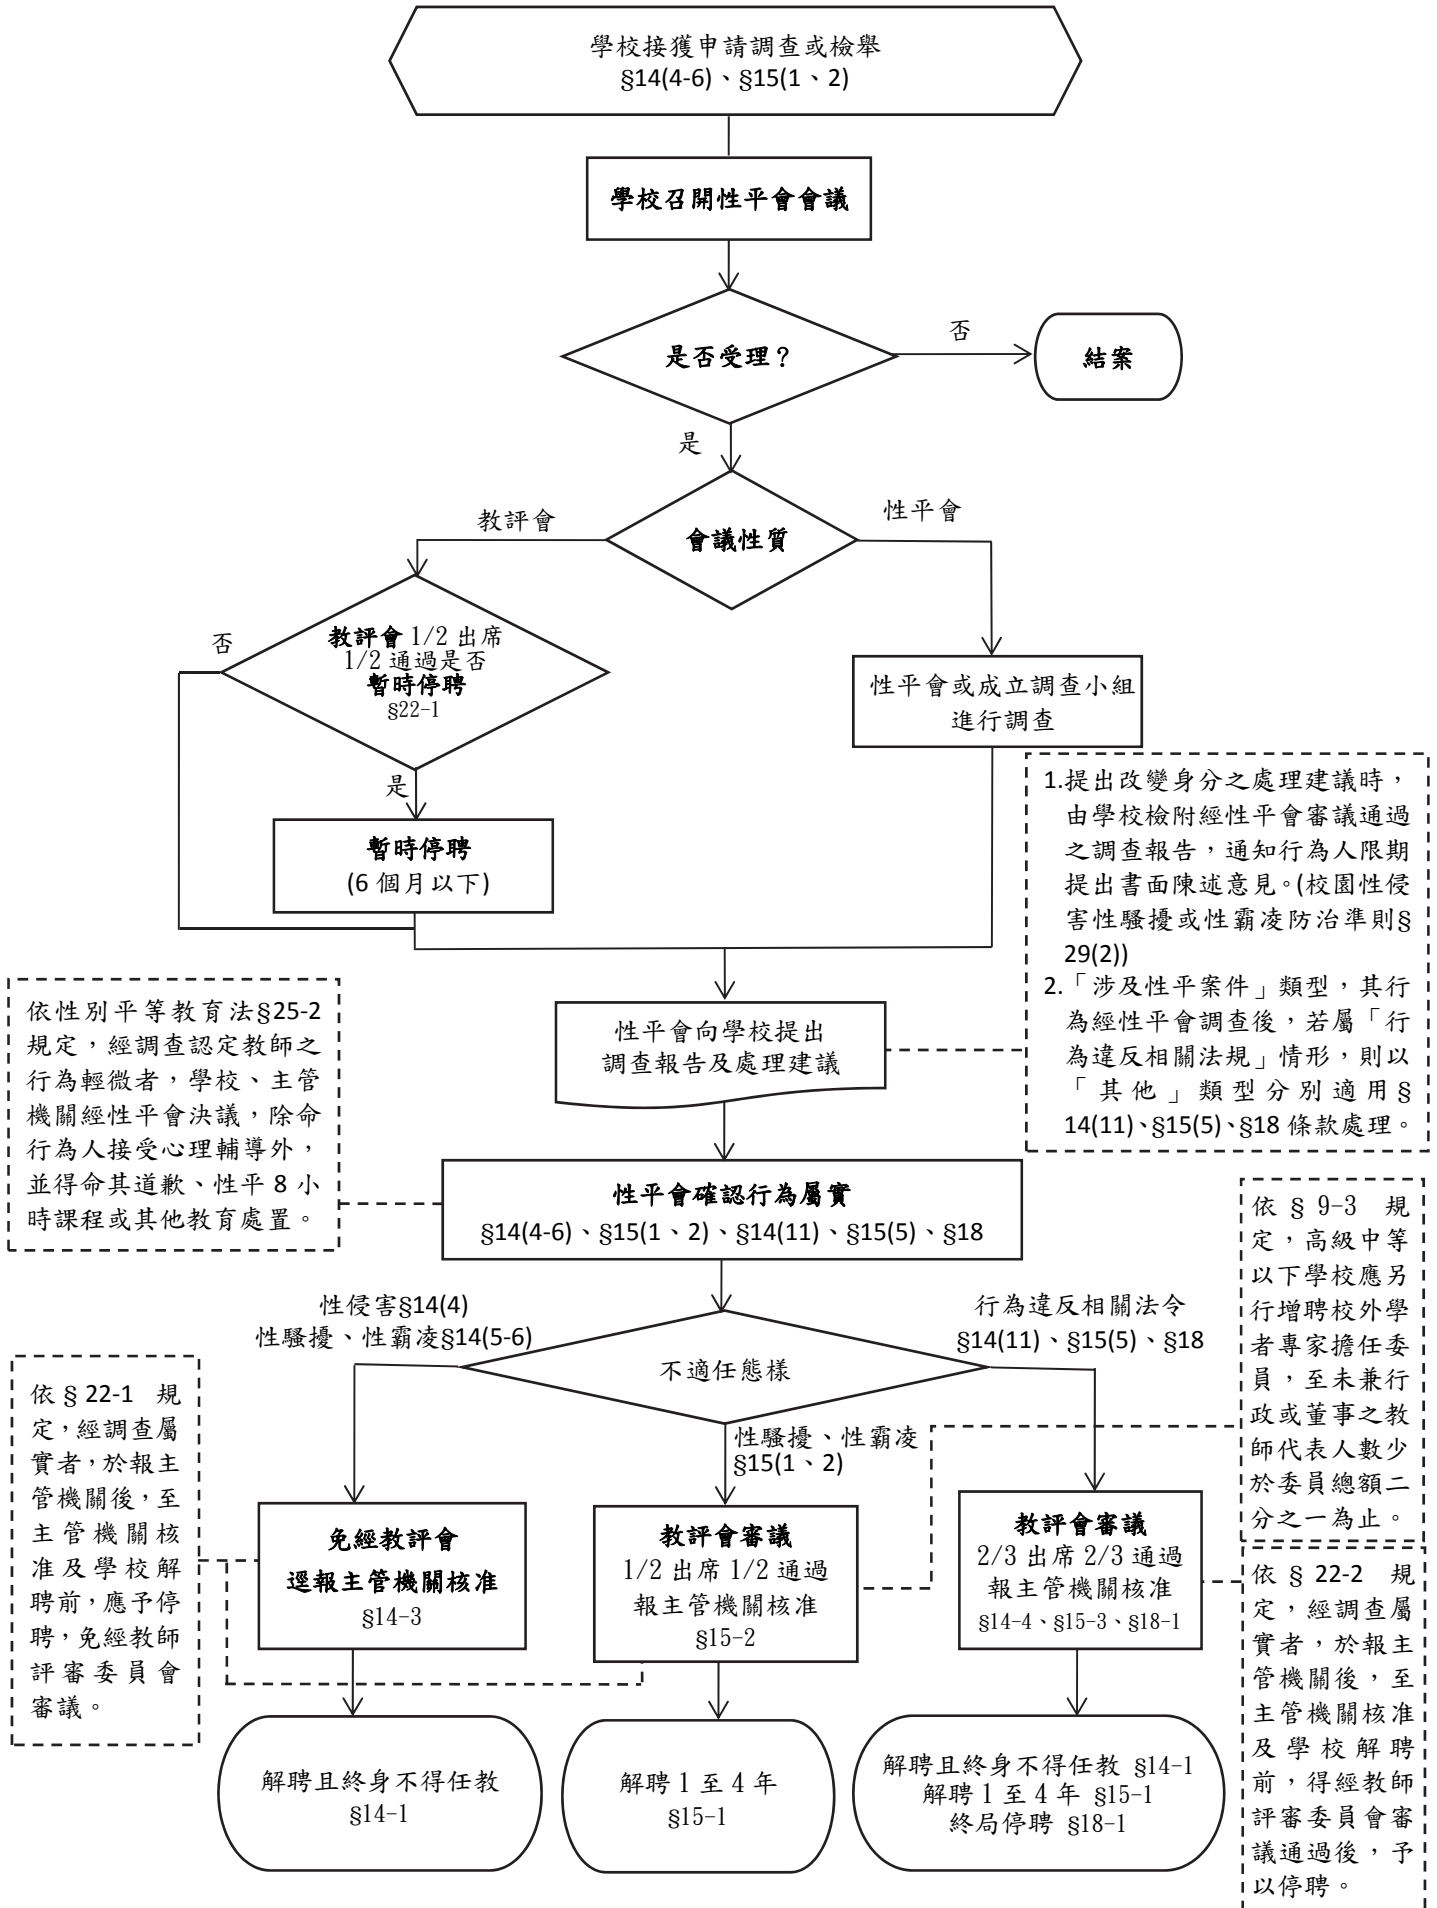 學校接獲申請調查或檢舉
§14(4-6)、§15(1、2)
學校召開性平會會議
是否受理?
否
結案
是
會議性質
教評會
性平會
教評會 1/2 出席
1/2 通過是否
暫時停聘
§22-1
否
是
暫時停聘
(6 個月以下)
性平會或成立調查小組
進行調查
1.提出改變身分之處理建議時，
由學校檢附經性平會審議通過
之調查報告，通知行為人限期
提出書面陳述意見。(校園性侵
害性騷擾或性霸凌防治準則§
29(2))
2.「涉及性平案件」類型，其行
為經性平會調查後，若屬「行
為違反相關法規」情形，則以
「其他」類型分別適用§
14(11)、§15(5)、§18 條款處理。
性平會向學校提出
調查報告及處理建議
依性別平等教育法§25-2
規定，經調查認定教師之
行為輕微者，學校、主管
機關經性平會決議，除命
行為人接受心理輔導外，
並得命其道歉、性平 8 小
時課程或其他教育處置。
性平會確認行為屬實
§14(4-6)、§15(1、2)、§14(11)、§15(5)、§18
不適任態樣
性侵害§14(4)
性騷擾、性霸凌§14(5-6)
性騷擾、性霸凌
§15(1、2)
行為違反相關法令
§14(11)、§15(5)、§18
依 § 9-3 規
定，高級中等
以下學校應另
行增聘校外學
者專家擔任委
員，至未兼行
政或董事之教
師代表人數少
於委員總額二
分之一為止。
依 § 22-1 規
定，經調查屬
實者，於報主
管機關後，至
主管機關核
准及學校解
聘前，應予停
聘，免經教師
評審委員會
審議。
免經教評會
逕報主管機關核准
§14-3
教評會審議
1/2 出席 1/2 通過
報主管機關核准
§15-2
教評會審議
2/3 出席 2/3 通過
報主管機關核准
§14-4、§15-3、§18-1
依 § 22-2 規
定，經調查屬
實者，於報主
管機關後，至
主管機關核准
及學校解聘
前，得經教師
評審委員會審
議通過後，予
以停聘。
解聘且終身不得任教
§14-1
解聘 1 至 4 年
§15-1
解聘且終身不得任教 §14-1
解聘 1 至 4 年 §15-1
終局停聘 §18-1